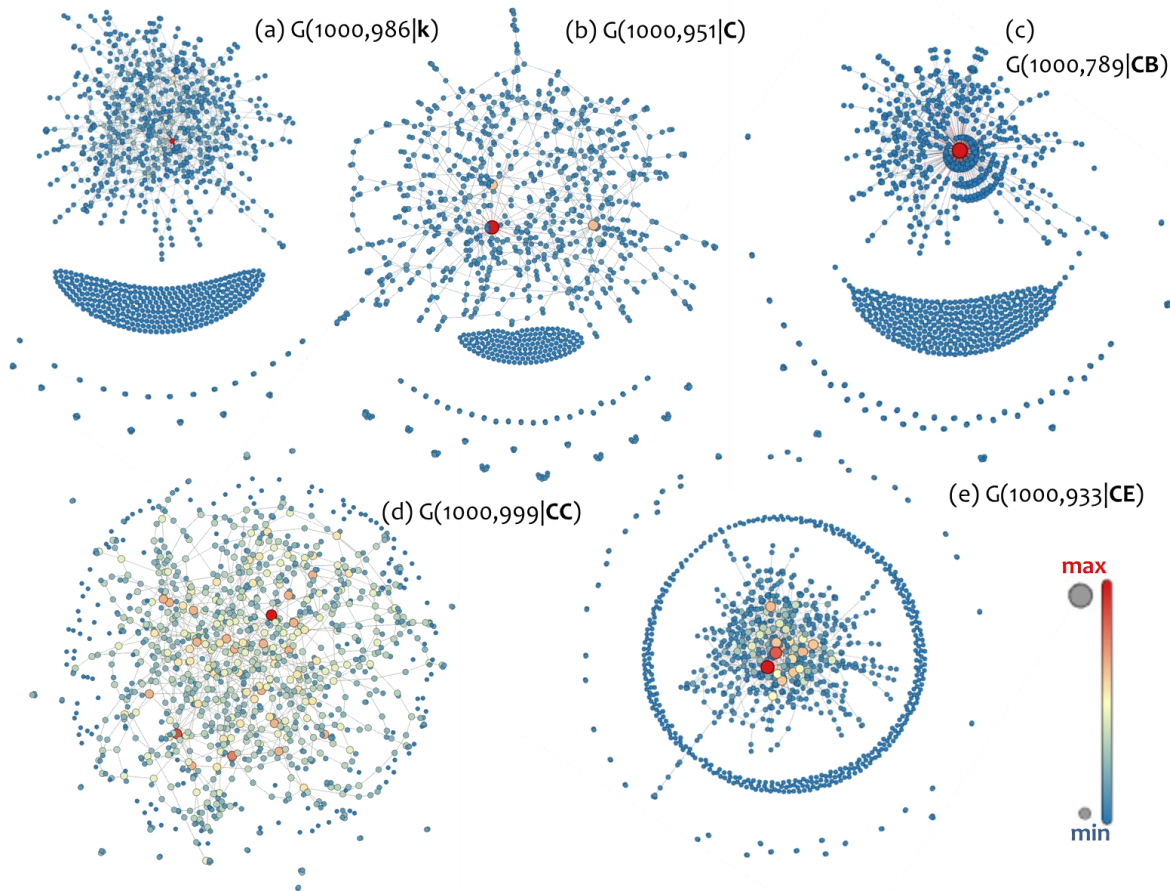 (a) G(1000,986|k)
(b) G(1000,951|C)
(c)
G(1000,789|CB)
(d) G(1000,999|CC)
(e) G(1000,933|CE)
max
min